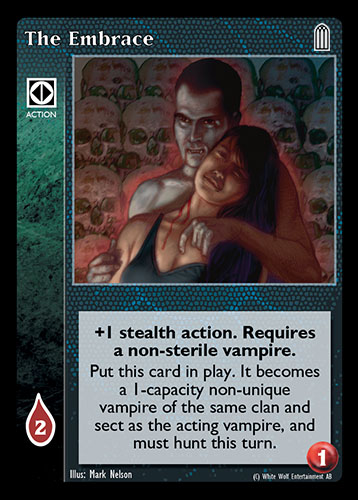 The Embrace
ACTION
+1 stealth action. Requires
a non-sterile vampire.
Put this card in play. It becomes
a 1-capacity non-unique
vampire of the same clan and
sect as the acting vampire, and
must hunt this turn.
2
1
Illus: Mark Nelson
(C) White Wolf Entertainment AB